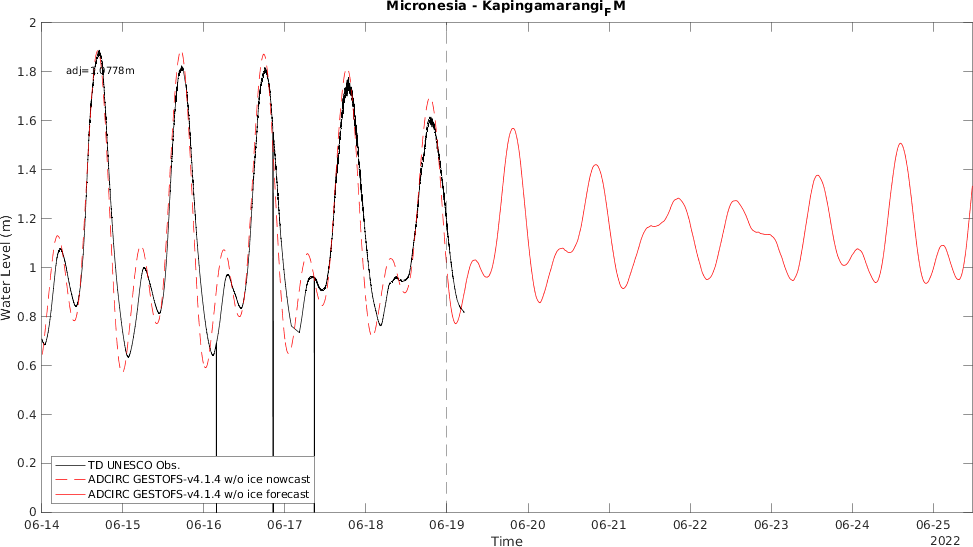 Micronesia - KapingamarangiFM
adj=1.0778m
2
1.8
1.6
1.4
1.2
1
0.8
0.6
0.4
0.2
0
Water Level (m)
TD UNESCO Obs.
ADCIRC GESTOFS-v4.1.4 w/o ice nowcast
ADCIRC GESTOFS-v4.1.4 w/o ice forecast
06-14 06-15 06-16 06-17 06-18 06-19 06-20 06-21 06-22 06-23 06-24 06-25
Time
2022